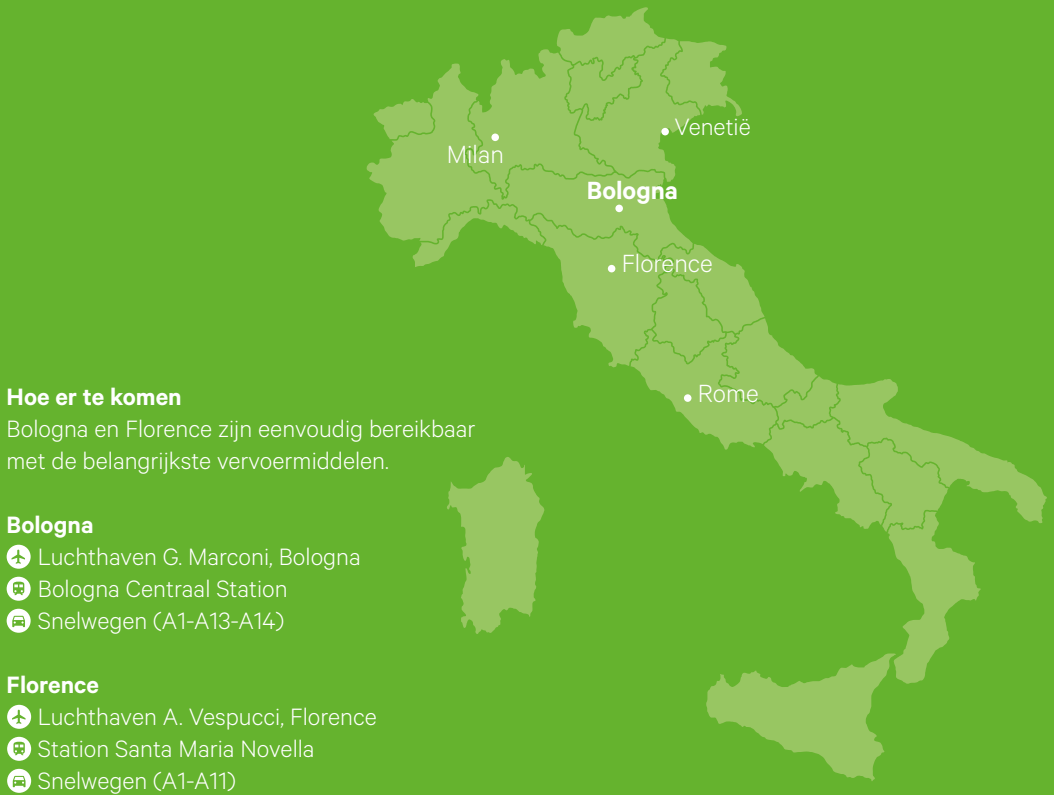 Venetië
Milan
Bologna
Florence
Rome
Hoe er te komen
Bologna en Florence zijn eenvoudig bereikbaar
met de belangrijkste vervoermiddelen.
Bologna
Luchthaven G. Marconi, Bologna
Bologna Centraal Station
Snelwegen (A1-A13-A14)
Florence
Luchthaven A. Vespucci, Florence
Station Santa Maria Novella
Snelwegen (A1-A11)